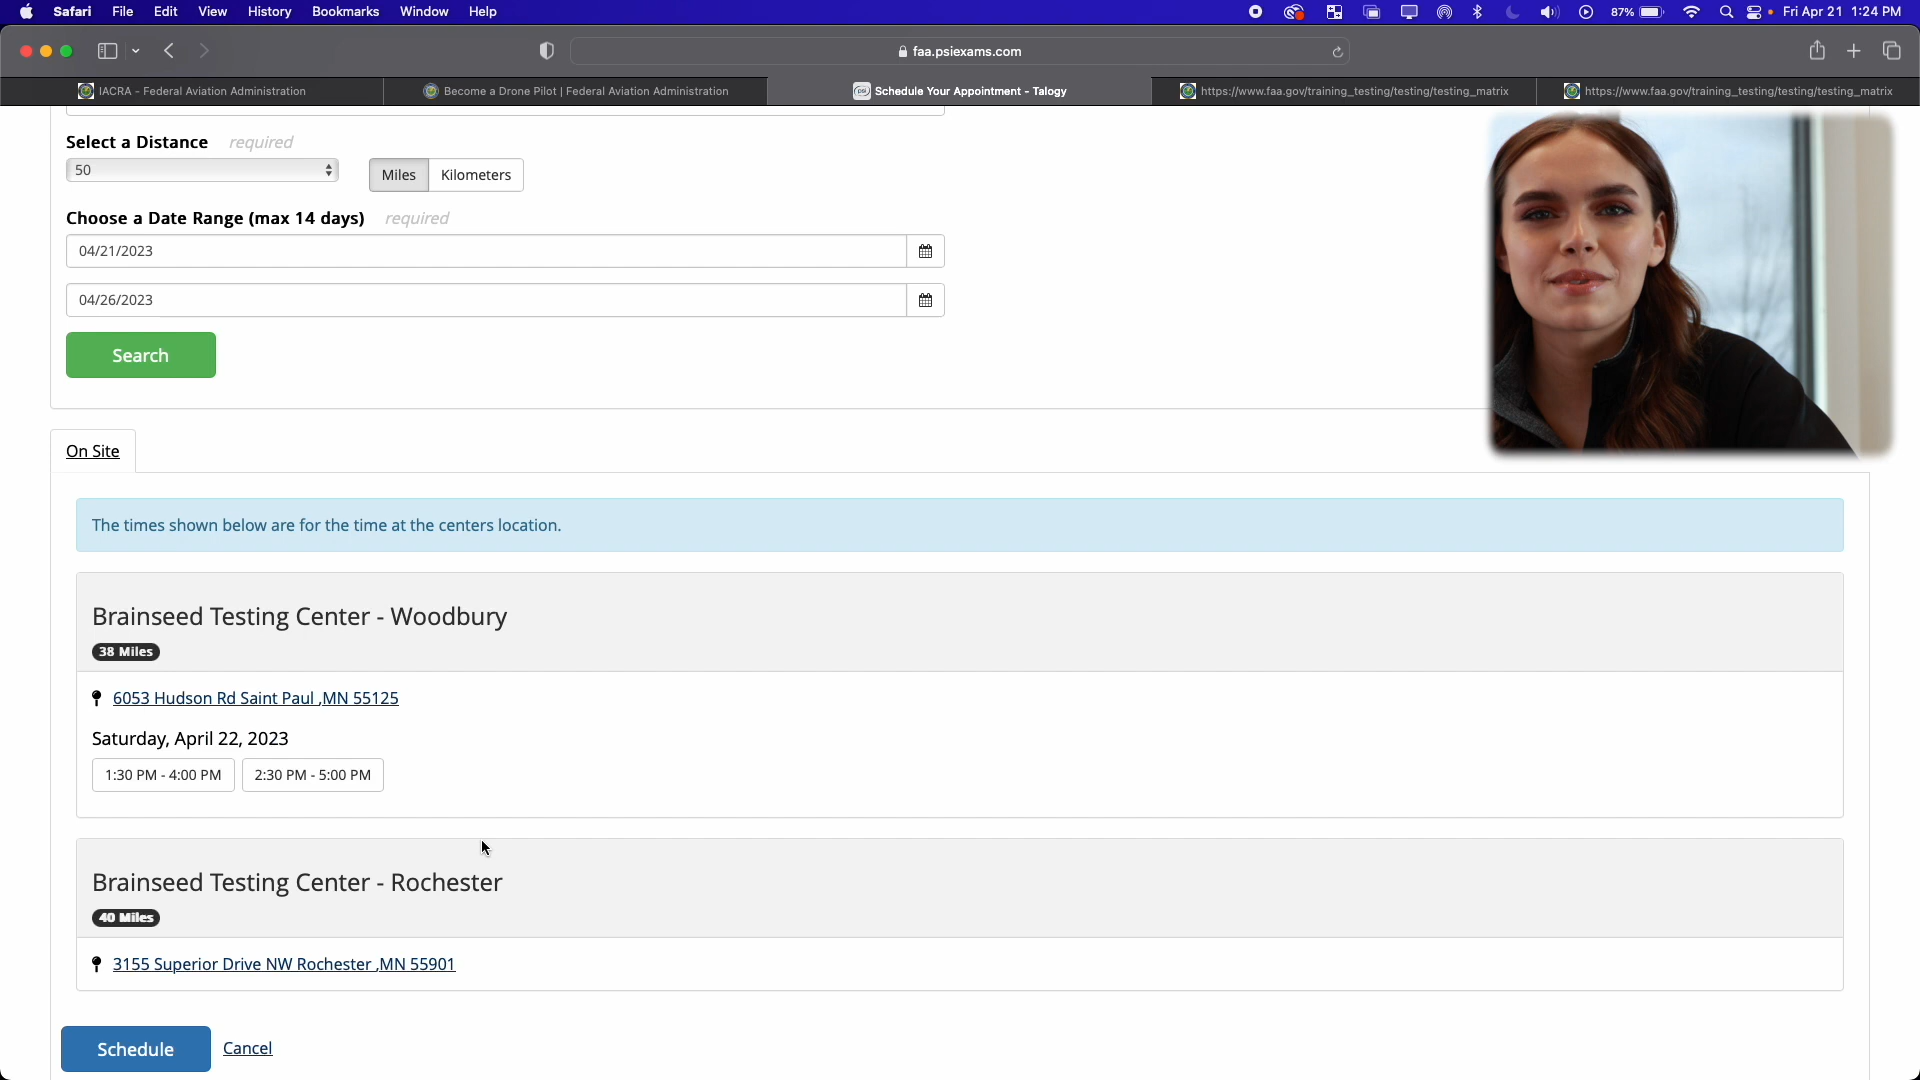 Safari File Edit View History Bookmarks Window Help 87% Fri Apr 21 1:24 PM
faa.psiexams.com
IACRA - Federal Aviation Administration
Become a Drone Pilot | Federal Aviation Administration
Schedule Your Appointment - Talogy
https://www.faa.gov/training_testing/testing/testing_matrix
https://www.faa.gov/training_testing/testing/testing_matrix
Select a Distance required
50 Miles Kilometers
Choose a Date Range (max 14 days) required
04/21/2023
04/26/2023
Search
On Site
The times shown below are for the time at the centers location.
Brainseed Testing Center - Woodbury
38 Miles
6053 Hudson Rd Saint Paul ,MN 55125
Saturday, April 22, 2023
1:30 PM - 4:00 PM 2:30 PM - 5:00 PM
Brainseed Testing Center - Rochester
40 Miles
3155 Superior Drive NW Rochester ,MN 55901
Schedule Cancel